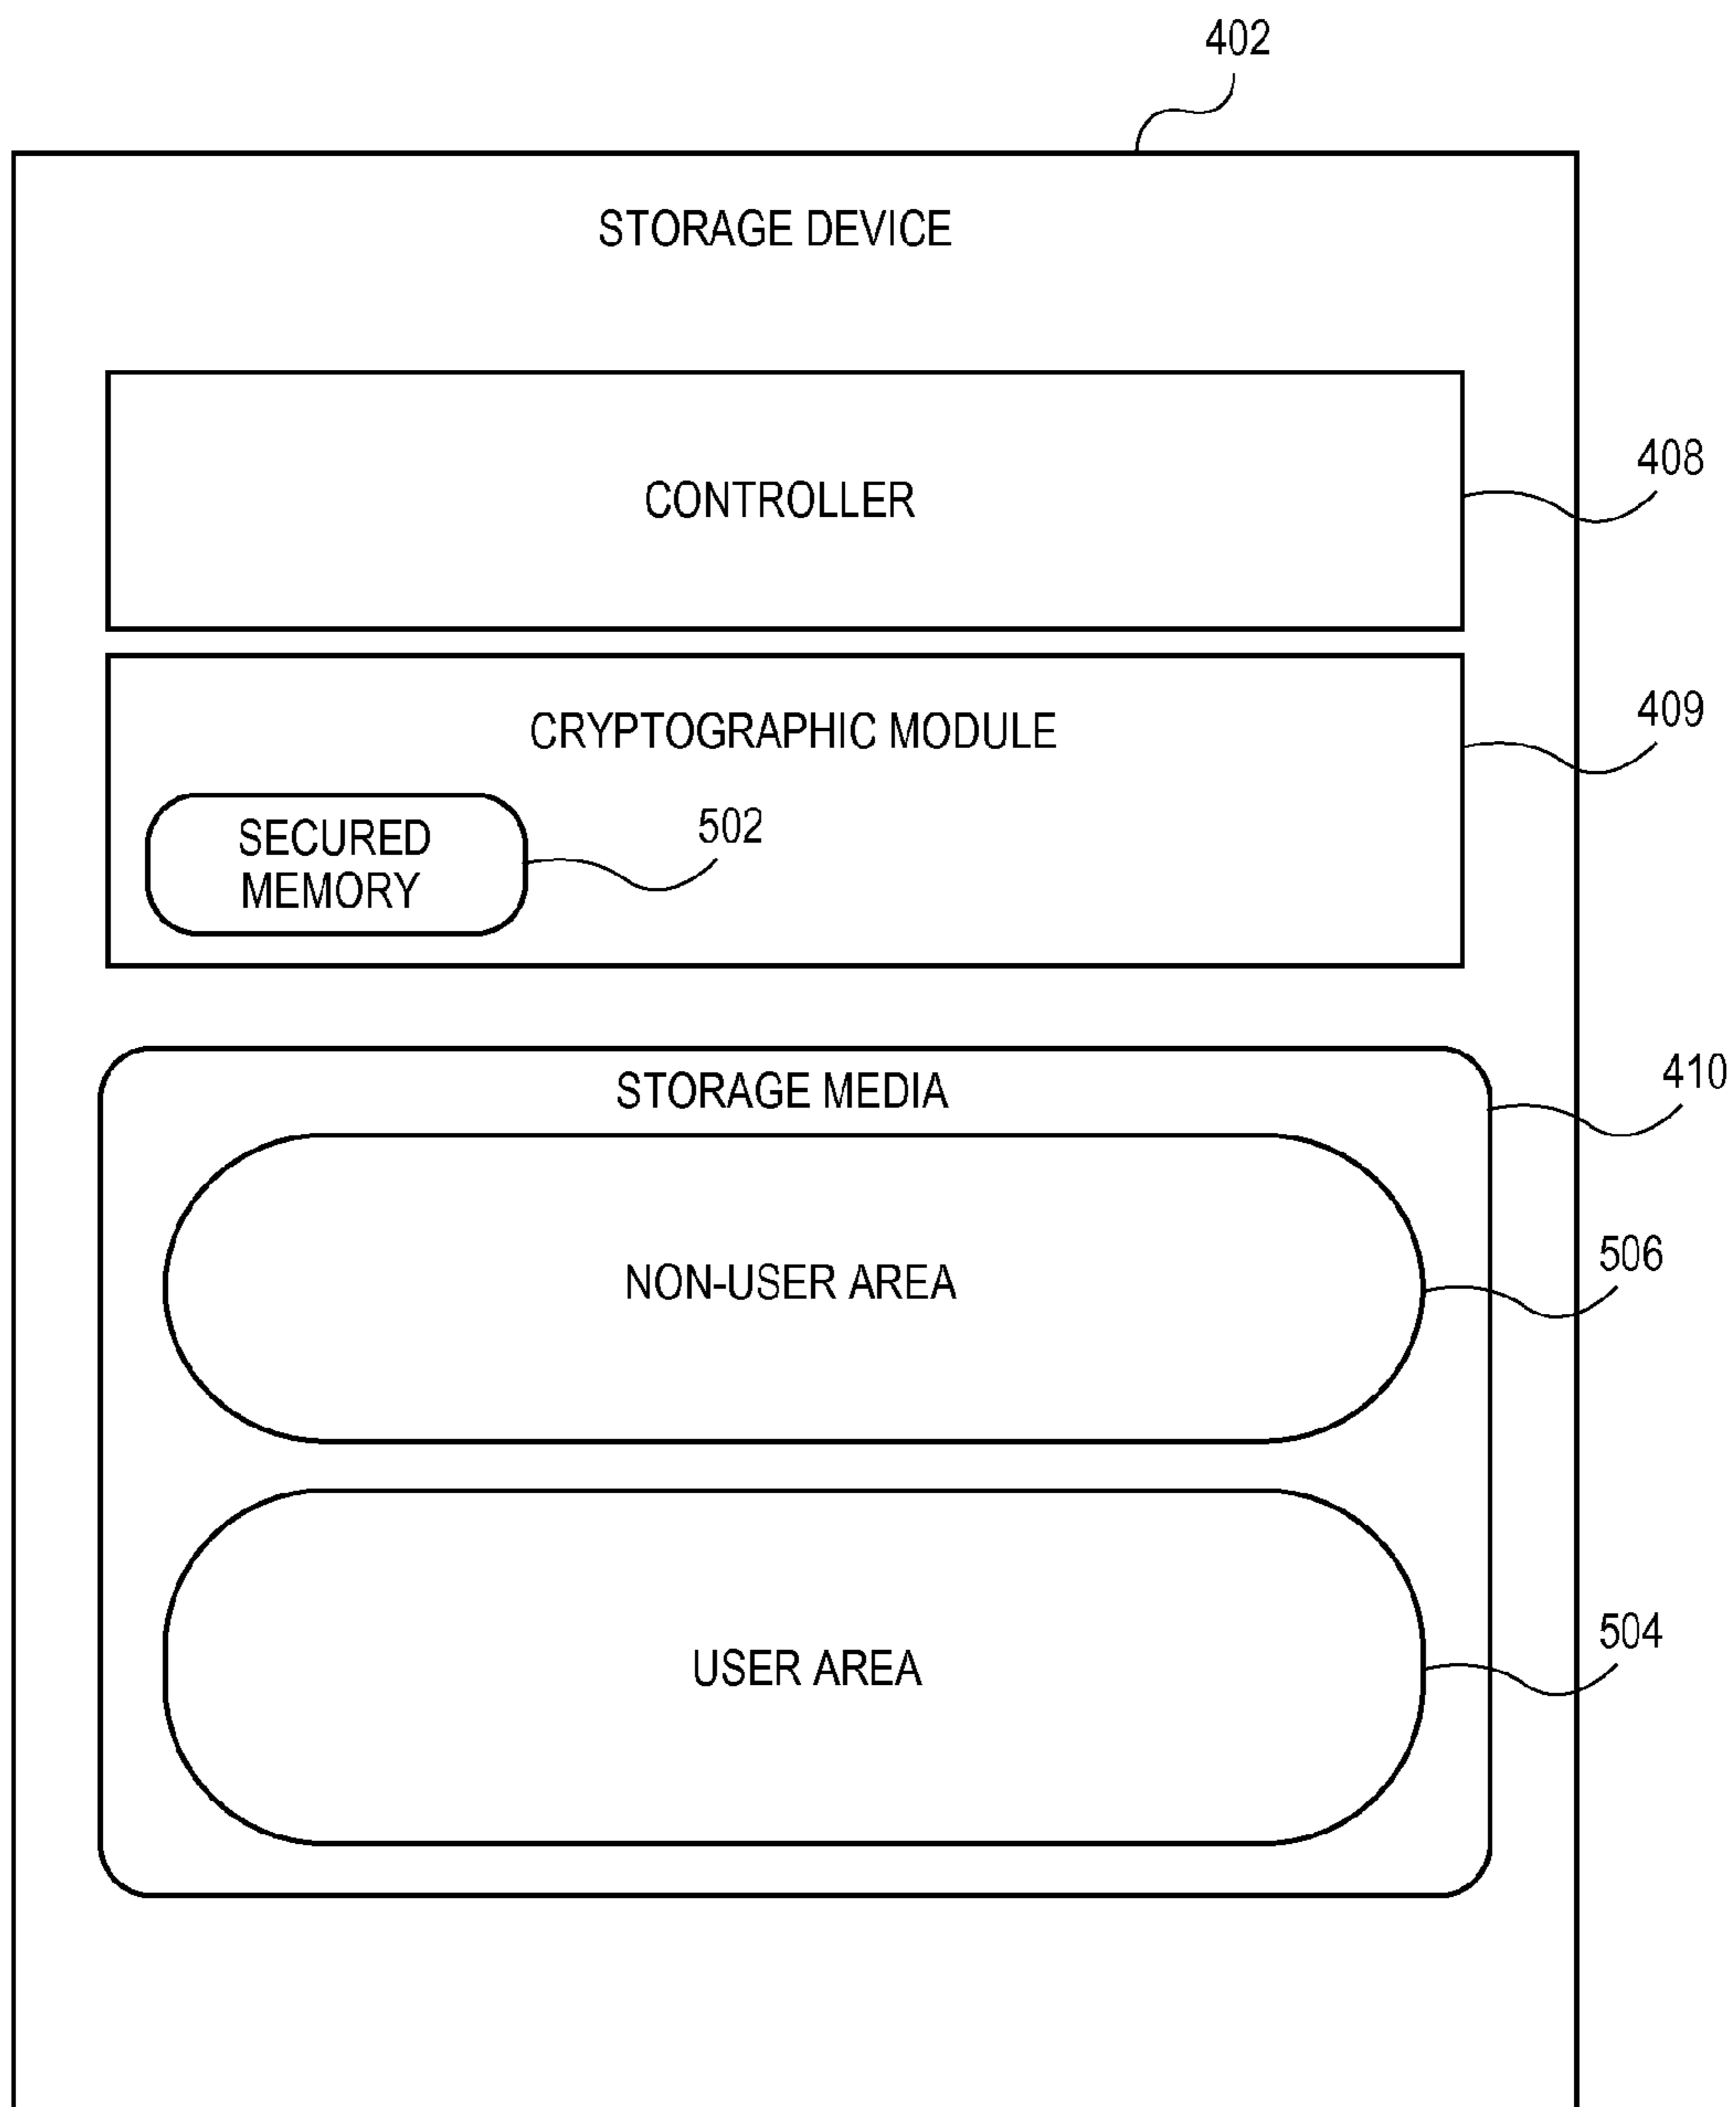 402
STORAGE DEVICE
CONTROLLER
408
CRYPTOGRAPHIC MODULE
409
SECURED
MEMORY
502
STORAGE MEDIA
410
NON-USER AREA
506
USER AREA
504